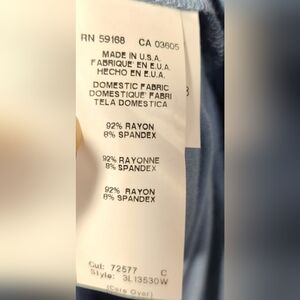 RN 59168 CA 03605
MADE IN U.S.A.
FABRIQUE' EN E.U.A.
HECHO EN E.U.A.
DOMESTIC FABRIC
DOMESTIQUE' FABRI
TELA DOMESTICA
92% RAYON
8% SPANDEX
92% RAYONNE
8% SPANDEX
92% RAYON
8% SPANDEX
Cut: 72577 C
Style: 3L13530W
(Care Over)